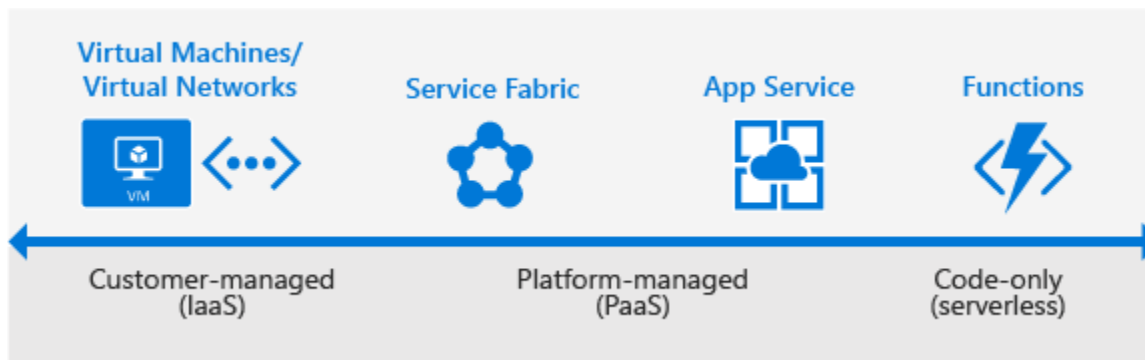 Virtual Machines/
Virtual Networks
Service Fabric
App Service
Functions
VM
Customer-managed
(IaaS)
Platform-managed
(PaaS)
Code-only
(serverless)